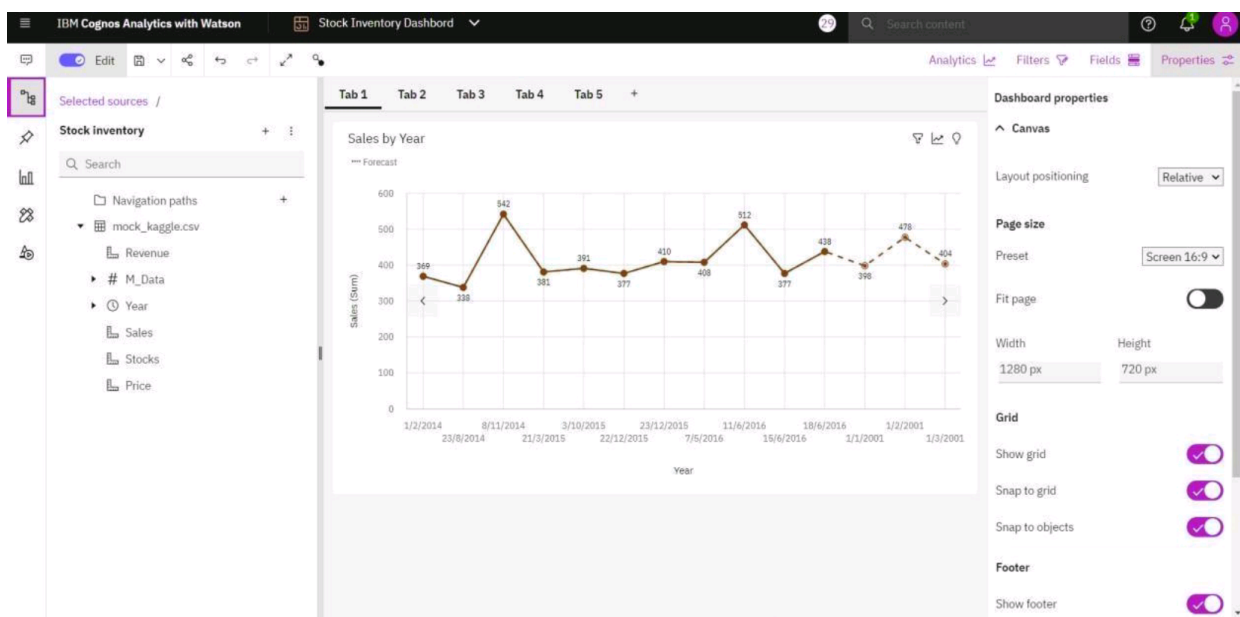 IBM Cognos Analytics with Watson
Stock Inventory Dashbord
29
Search content
1
Edit
Analytics
Filters
Fields
Properties
Selected sources /
Stock inventory
Search
Navigation paths
mock_kaggle.csv
Revenue
# M_Data
Year
Sales
Stocks
Price
Tab 1 Tab 2 Tab 3 Tab 4 Tab 5 +
Sales by Year
Forecast
Sales (Sum)
600
500
400
300
200
100
0
369
338
542
381
391
377
410
408
512
377
438
398
478
404
1/2/2014 8/11/2014 3/10/2015 23/12/2015 11/6/2016 18/6/2016 1/2/2001
23/8/2014 21/3/2015 22/12/2015 7/5/2016 15/6/2016 1/1/2001 1/3/2001
Year
Dashboard properties
Canvas
Layout positioning Relative
Page size
Preset Screen 16:9
Fit page
Width Height
1280 px 720 px
Grid
Show grid
Snap to grid
Snap to objects
Footer
Show footer